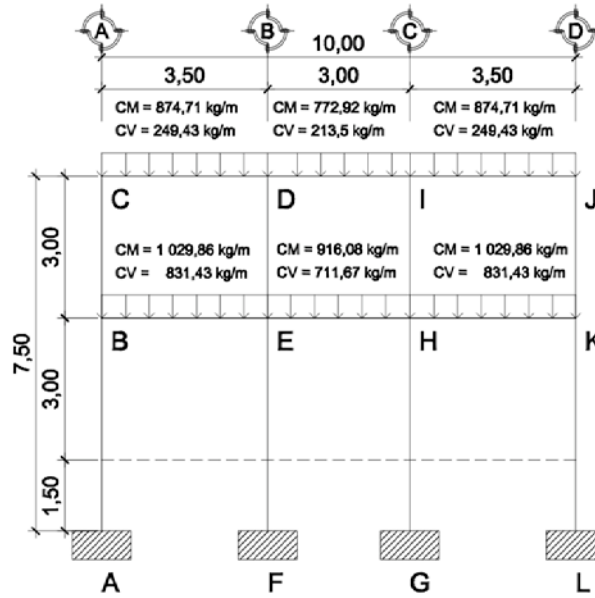 A B C D
10,00
3,50 3,00 3,50
CM = 874,71 kg/m CM = 772,92 kg/m CM = 874,71 kg/m
CV = 249,43 kg/m CV = 213,5 kg/m CV = 249,43 kg/m
C D I J
3,00
CM = 1 029,86 kg/m CM = 916,08 kg/m CM = 1 029,86 kg/m
CV = 831,43 kg/m CV = 711,67 kg/m CV = 831,43 kg/m
B E H K
7,50
3,00
1,50
A F G L